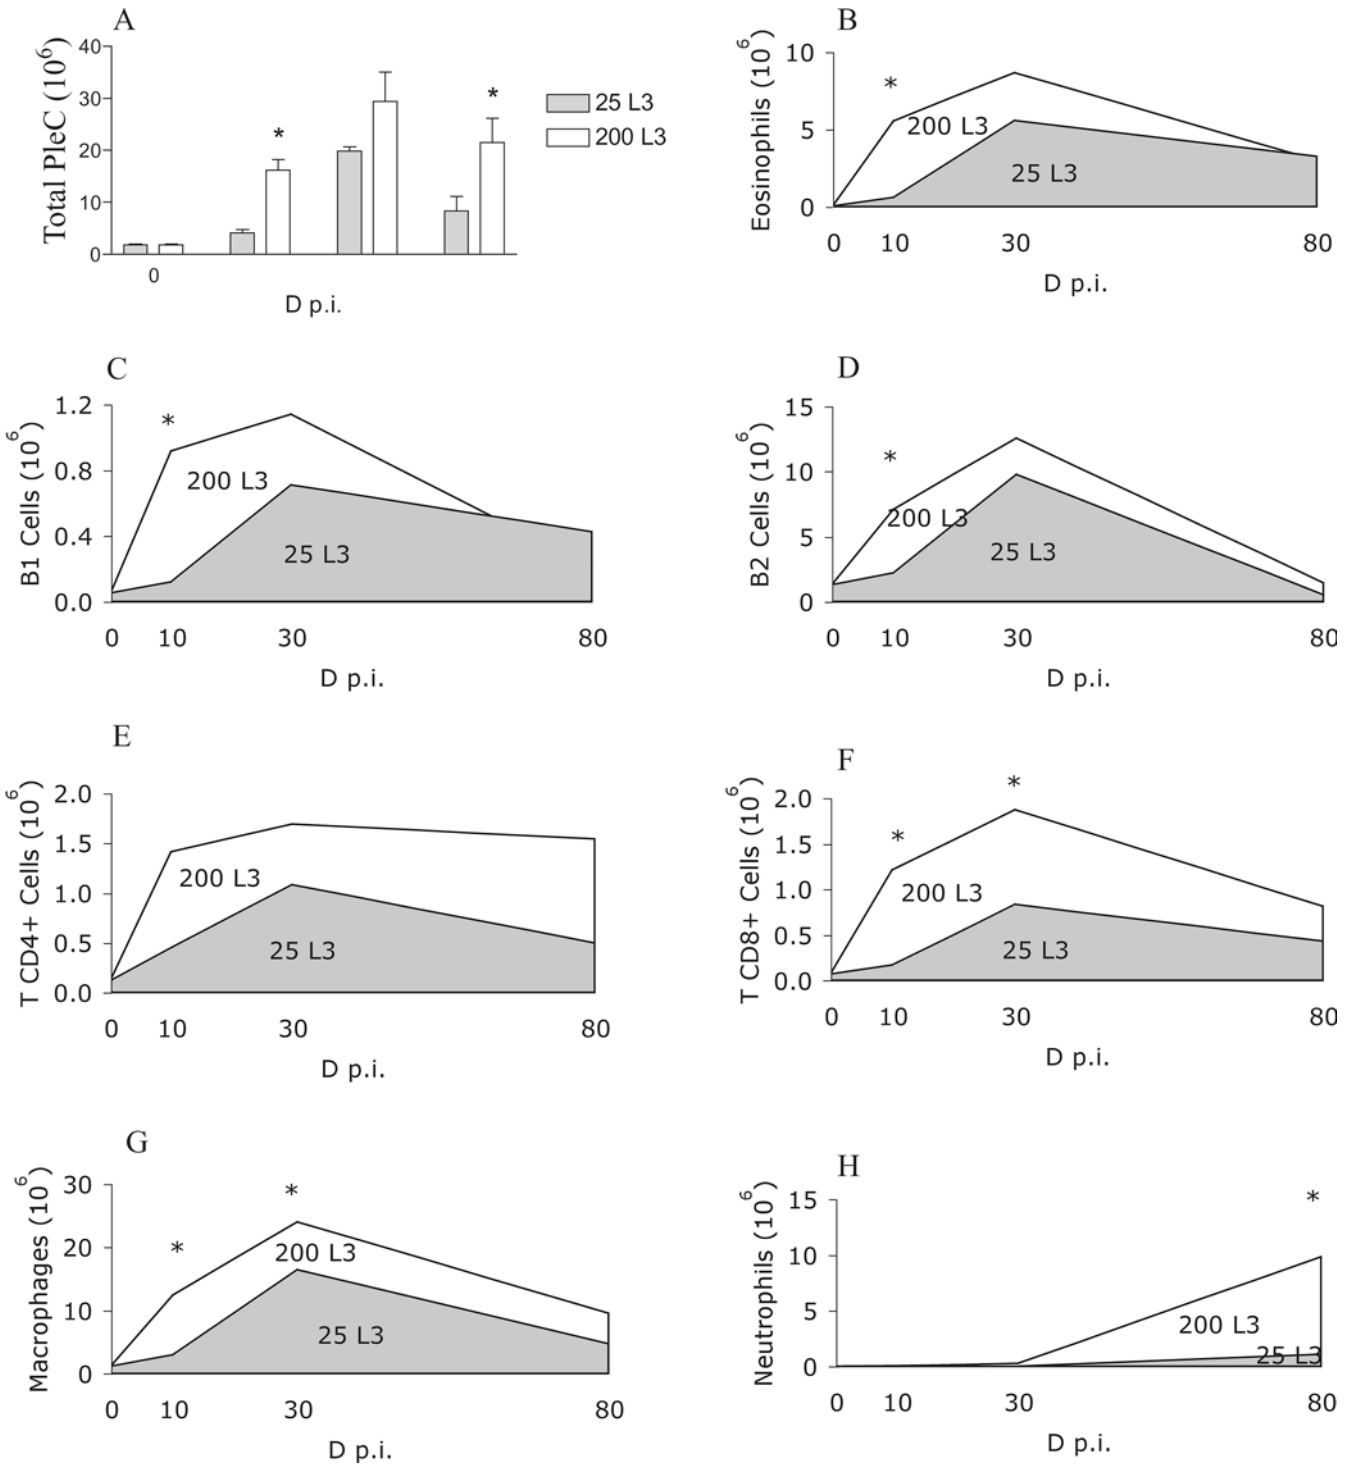 A
Total PleC (10^6)
40
30
20
10
0
*
*
0
D p.i.
25 L3
200 L3
B
Eosinophils (10^6)
10
5
0
*
200 L3
25 L3
0 10 30 80
D p.i.
C
B1 Cells (10^6)
1.2
0.8
0.4
0.0
*
200 L3
25 L3
0 10 30 80
D p.i.
D
B2 Cells (10^6)
15
10
5
0
*
200 L3
25 L3
0 10 30 80
D p.i.
E
T CD4+ Cells (10^6)
2.0
1.5
1.0
0.5
0.0
200 L3
25 L3
0 10 30 80
D p.i.
F
T CD8+ Cells (10^6)
2.0
1.5
1.0
0.5
0.0
*
*
200 L3
25 L3
0 10 30 80
D p.i.
G
Macrophages (10^6)
30
20
10
0
*
*
200 L3
25 L3
0 10 30 80
D p.i.
H
Neutrophils (10^6)
15
10
5
0
*
200 L3
25 L3
0 10 30 80
D p.i.